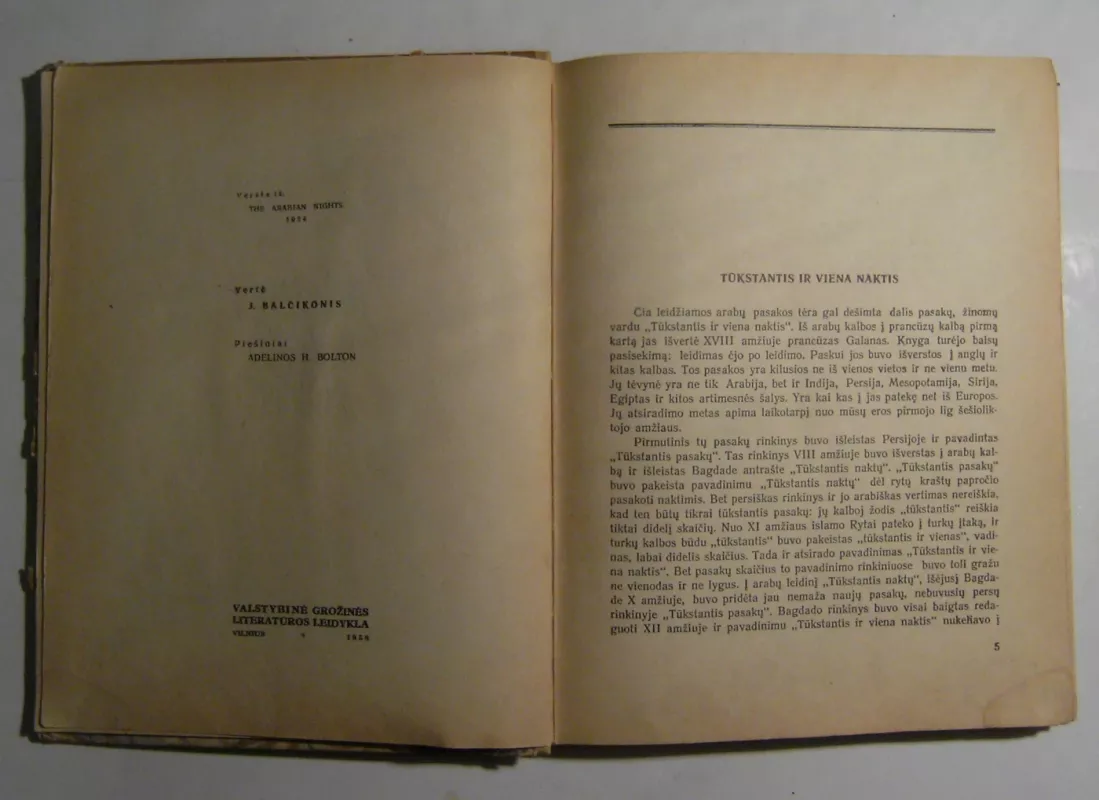 Versta iš
THE ARABIAN NIGHTS
Vertė
J. BALČIKONIS
Piešiniai
ADELINOS H. BOLTON
VALSTYBINĖ GROŽINĖS
LITERATŪROS LEIDYKLA
VILNIUS
TŪKSTANTIS IR VIENA NAKTIS
Čia leidžiamos arabų pasakos tėra gal dešimta dalis pasakų, žinomų
vardu „Tūkstantis ir viena naktis“. Iš arabų kalbos į prancūzų kalbą pirmą
kartą jas išvertė XVIII amžiuje prancūzas Galanas. Knyga turėjo baisų
pasisekimą: leidimas ėjo po leidimo. Paskui jos buvo išverstos į anglų ir
kitas kalbas. Tos pasakos yra kilusios ne iš vienos vietos ir ne vienu metu.
Jų tėvynė yra ne tik Arabija, bet ir Indija, Persija, Mesopotamija, Sirija,
Egiptas ir kitos artimesnės šalys. Yra kai kas į jas patekę net iš Europos.
Jų atsiradimo metas apima laikotarpį nuo mūsų eros pirmojo lig šešiolik-
tojo amžiaus.
Pirmutinis tų pasakų rinkinys buvo išleistas Persijoje ir pavadintas
„Tūkstantis pasakų“. Tas rinkinys VIII amžiuje buvo išverstas į arabų kal-
bą ir išleistas Bagdade antrašte „Tūkstantis naktų“. „Tūkstantis pasakų“
buvo pakeista pavadinimu „Tūkstantis naktų“ dėl rytų kraštų papročio
pasakoti naktimis. Bet persiškas rinkinys ir jo arabiškas vertimas nereiškia,
kad ten būtų tikrai tūkstantis pasakų: jų kalboj žodis „tūkstantis“ reiškia
tiktai didelį skaičių. Nuo XI amžiaus islamo Rytai pateko į turkų įtaką, ir
turkų kalbos būdu „tūkstantis“ buvo pakeistas „tūkstantis ir vienas“, vadi-
nas, labai didelis skaičius. Tada ir atsirado pavadinimas „Tūkstantis ir vie-
na naktis“. Bet pasakų skaičius to pavadinimo rinkiniuose buvo toli gražu
ne vienodas ir ne lygus. Į arabų leidinį „Tūkstantis naktų“, išėjusį Bagda-
de X amžiuje, buvo pridėta jau nemaža naujų pasakų, nebuvusių persų
rinkinyje „Tūkstantis pasakų“. Bagdado rinkinys buvo visai baigtas reda-
guoti XII amžiuje ir pavadinimu „Tūkstantis ir viena naktis“ nukeliavo į
5